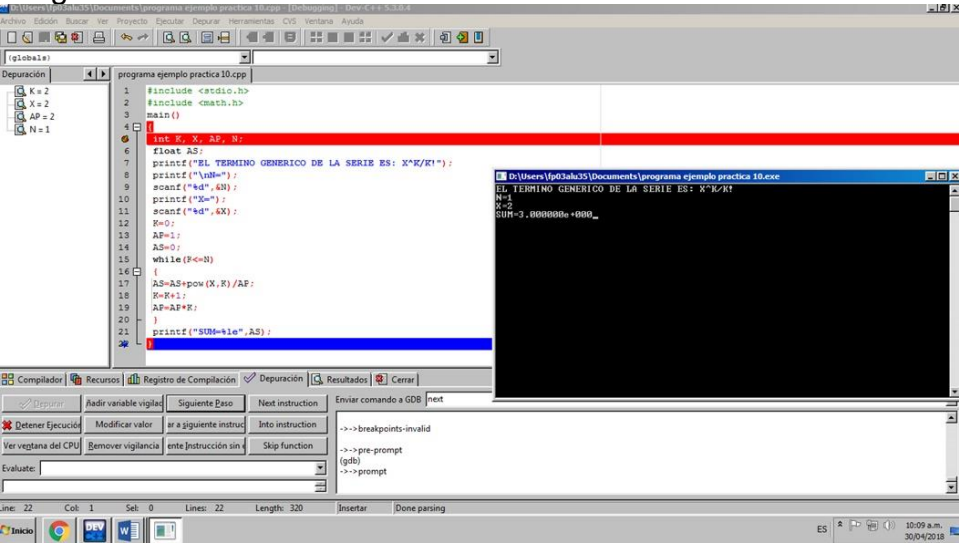 D:\Users\fp03alu35\Documents\programa ejemplo practica 10.cpp - [Debugging] - Dev-C++ 5.3.0.4
Archivo Edición Buscar Ver Proyecto Ejecutar Depurar Herramientas CVS Ventana Ayuda
(globals)
Depuración programa ejemplo practica 10.cpp
K = 2
X = 2
AP = 2
N = 1
1 #include <stdio.h>
2 #include <math.h>
3 main()
4 {
int K, X, AP, N;
6 float AS;
7 printf("EL TERMINO GENERICO DE LA SERIE ES: X^K/K!");
8 printf("\nN=");
9 scanf("%d",&N);
10 printf("X=");
11 scanf("%d",&X);
12 K=0;
13 AP=1;
14 AS=0;
15 while(K<=N)
16 {
17 AS=AS+pow(X,K)/AP;
18 K=K+1;
19 AP=AP*K;
20 }
21 printf("SUM=%le",AS);
}
D:\Users\fp03alu35\Documents\programa ejemplo practica 10.exe
EL TERMINO GENERICO DE LA SERIE ES: X^K/K!
N=1
X=2
SUM=3.000000e+000_
Compilador Recursos Registro de Compilación Depuración Resultados Cerrar
Depurar Añadir variable vigilad Siguiente Paso Next instruction Enviar comando a GDB next
Detener Ejecución Modificar valor ar a siguiente instruc Into instruction
Ver ventana del CPU Remover vigilancia ente Instrucción sin e Skip function
Evaluate:
->->breakpoints-invalid
->->pre-prompt
(gdb)
->->prompt
Line: 22 Col: 1 Sel: 0 Lines: 22 Length: 320 Insertar Done parsing
Inicio DEV W ES 10:09 a.m.
30/04/2018